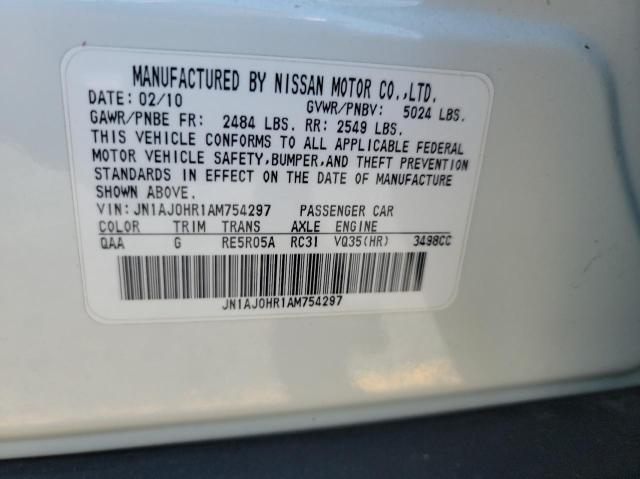 MANUFACTURED BY NISSAN MOTOR CO.,LTD.
DATE: 02/10 GVWR/PNBV: 5024 LBS.
GAWR/PNBE FR: 2484 LBS. RR: 2549 LBS.
THIS VEHICLE CONFORMS TO ALL APPLICABLE FEDERAL
MOTOR VEHICLE SAFETY,BUMPER,AND THEFT PREVENTION
STANDARDS IN EFFECT ON THE DATE OF MANUFACTURE
SHOWN ABOVE.
VIN: JN1AJ0HR1AM754297 PASSENGER CAR
COLOR TRIM TRANS AXLE ENGINE
QAA G RE5R05A RC31 VQ35(HR) 3498CC
JN1AJ0HR1AM754297